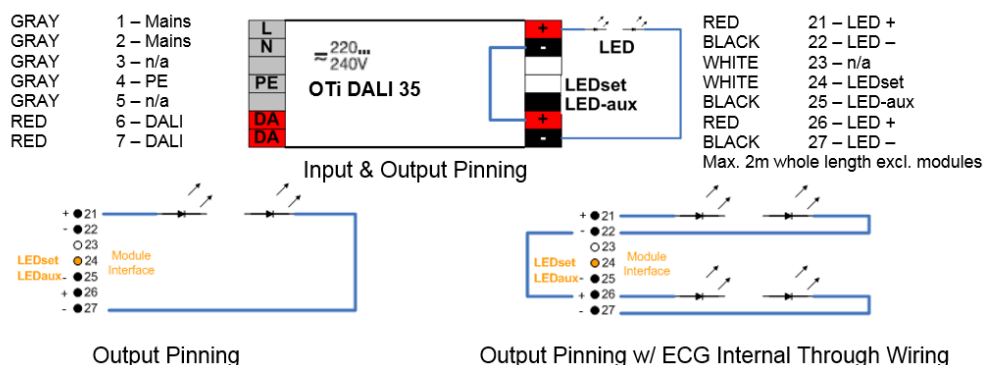 GRAY 1 – Mains
GRAY 2 – Mains
GRAY 3 – n/a
GRAY 4 – PE
GRAY 5 – n/a
RED 6 – DALI
RED 7 – DALI
L
N
PE
DA
DA
≂ 220...
240V
OTi DALI 35
+
-
LED
LEDset
LED-aux
+
-
RED 21 – LED +
BLACK 22 – LED –
WHITE 23 – n/a
WHITE 24 – LEDset
BLACK 25 – LED-aux
RED 26 – LED +
BLACK 27 – LED –
Max. 2m whole length excl. modules
Input & Output Pinning
+ 21
- 22
23
LEDset 24
LEDaux - 25
+ 26
- 27
Module
Interface
Output Pinning
+ 21
- 22
23
LEDset 24
LEDaux - 25
+ 26
- 27
Module
Interface
Output Pinning w/ ECG Internal Through Wiring